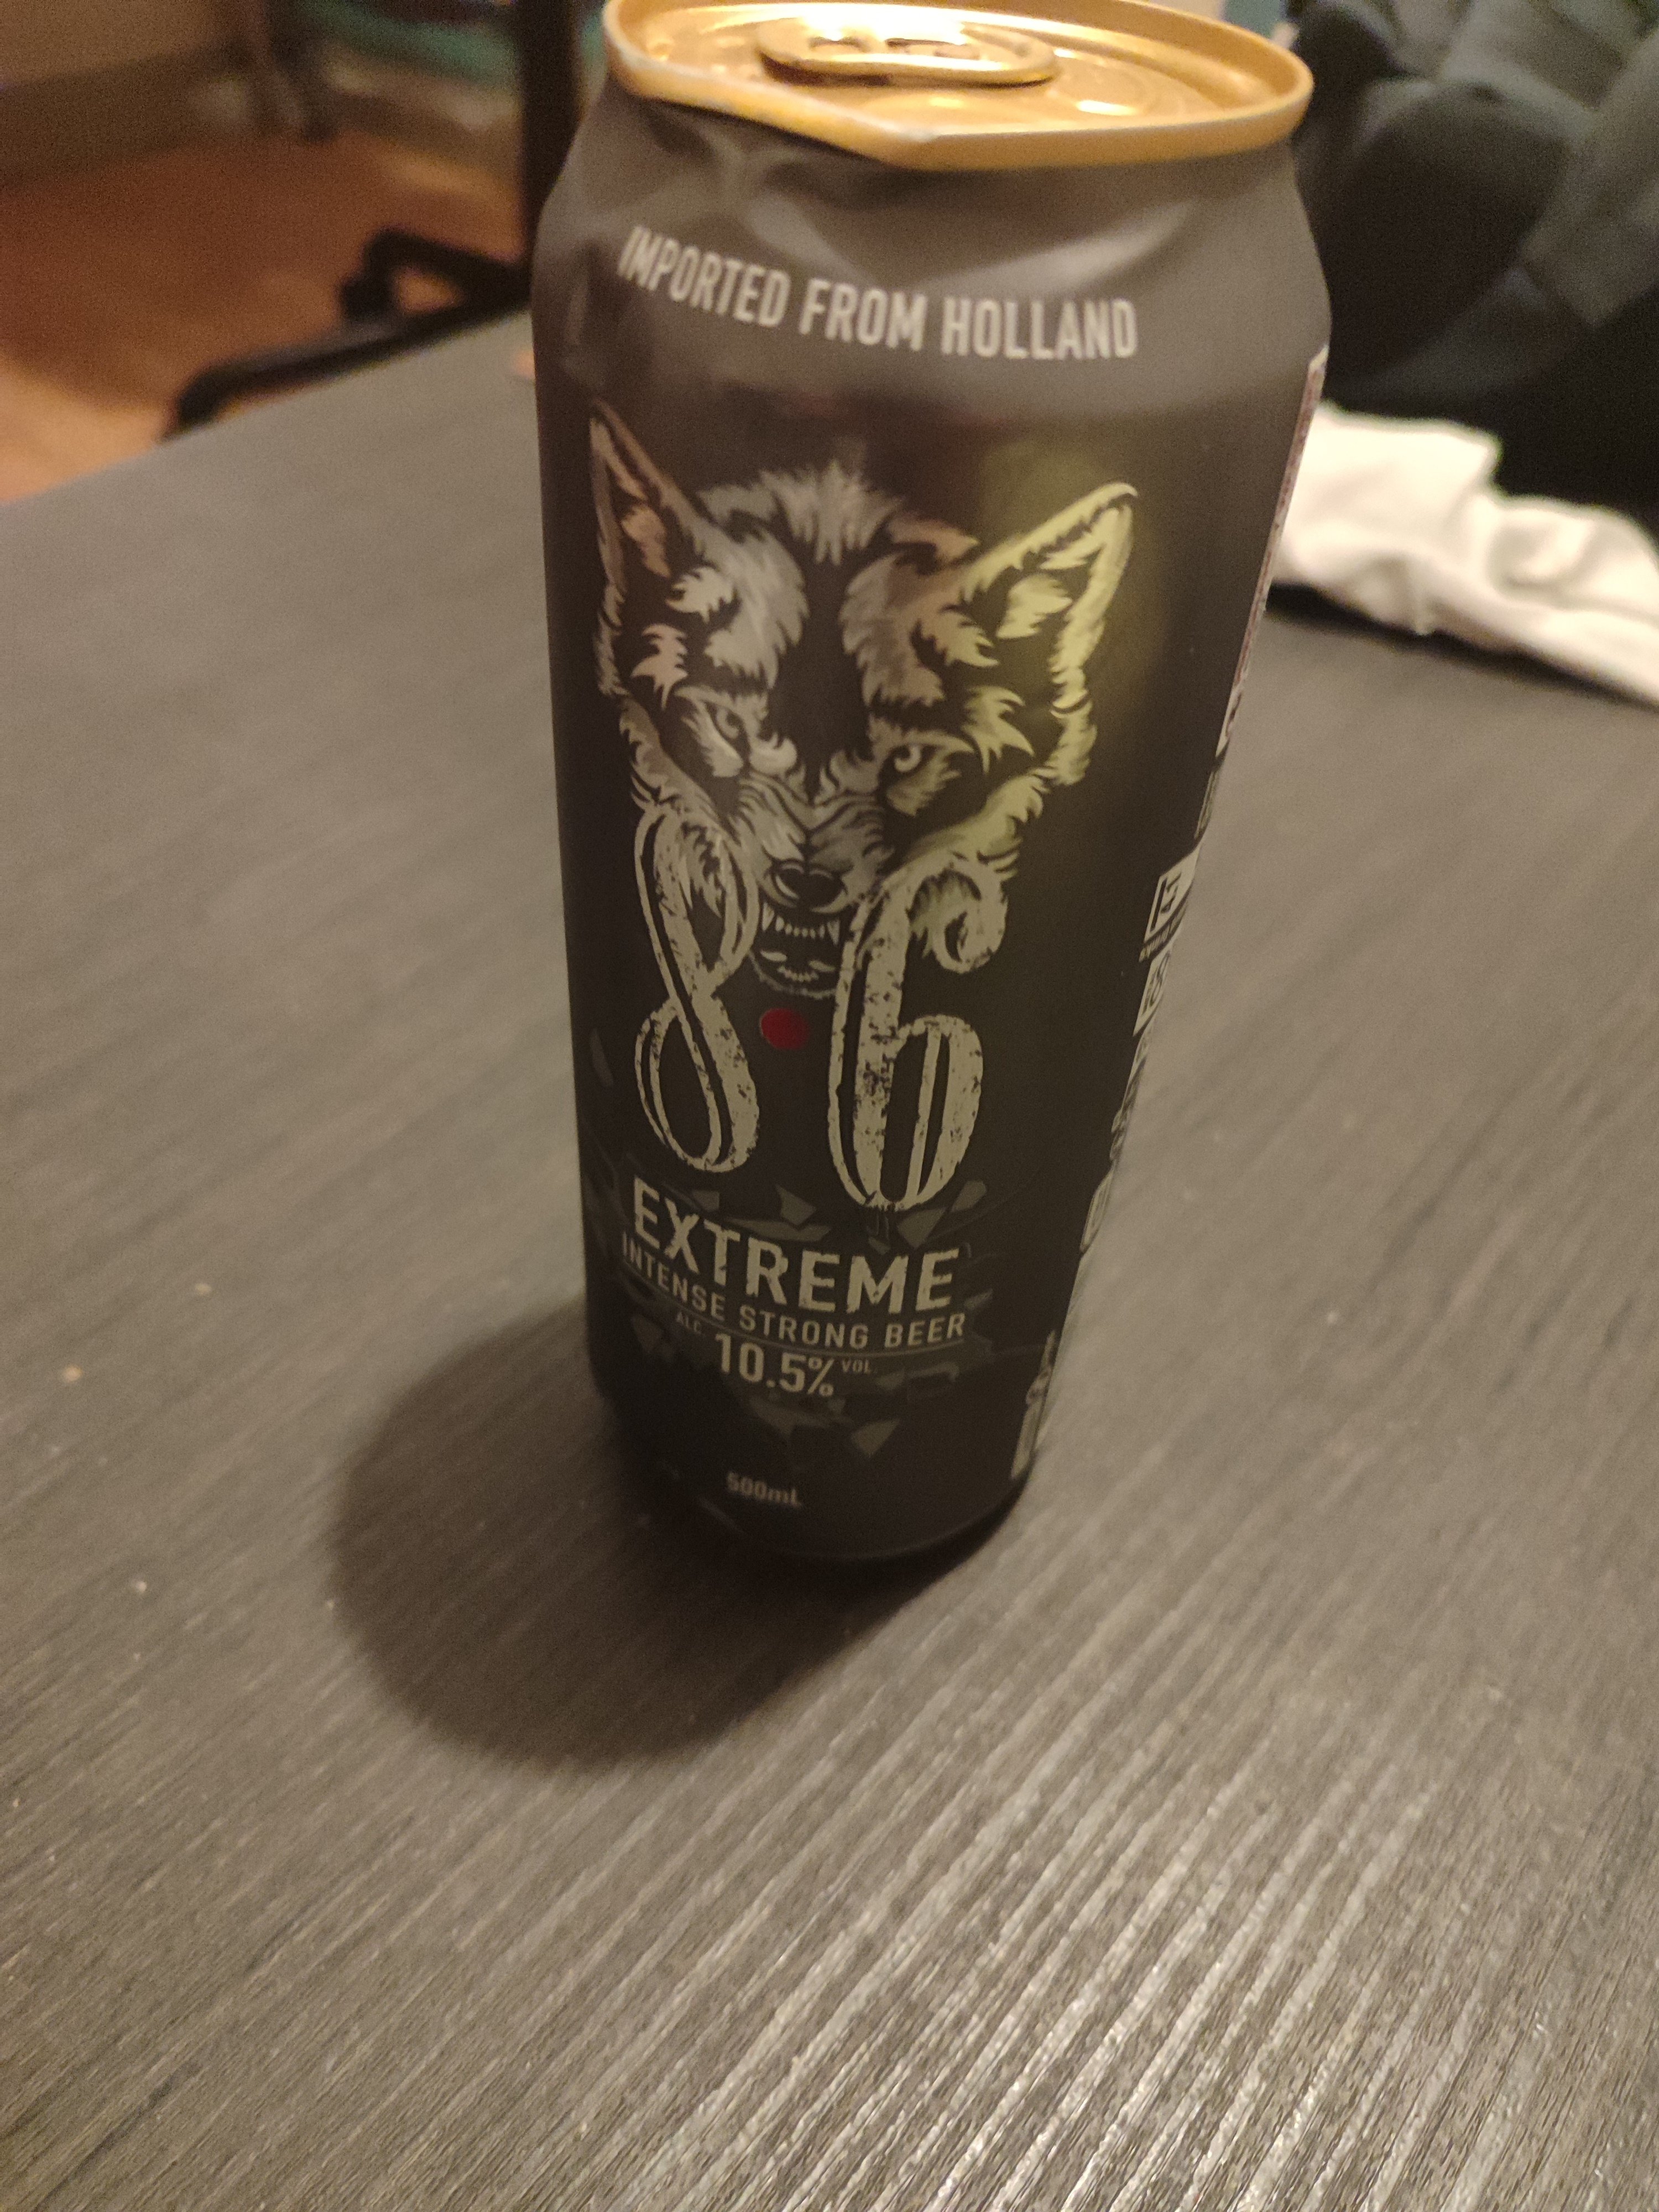 IMPORTED FROM HOLLAND
8.6
EXTREME
INTENSE STRONG BEER
ALC. 10.5% VOL
500mL